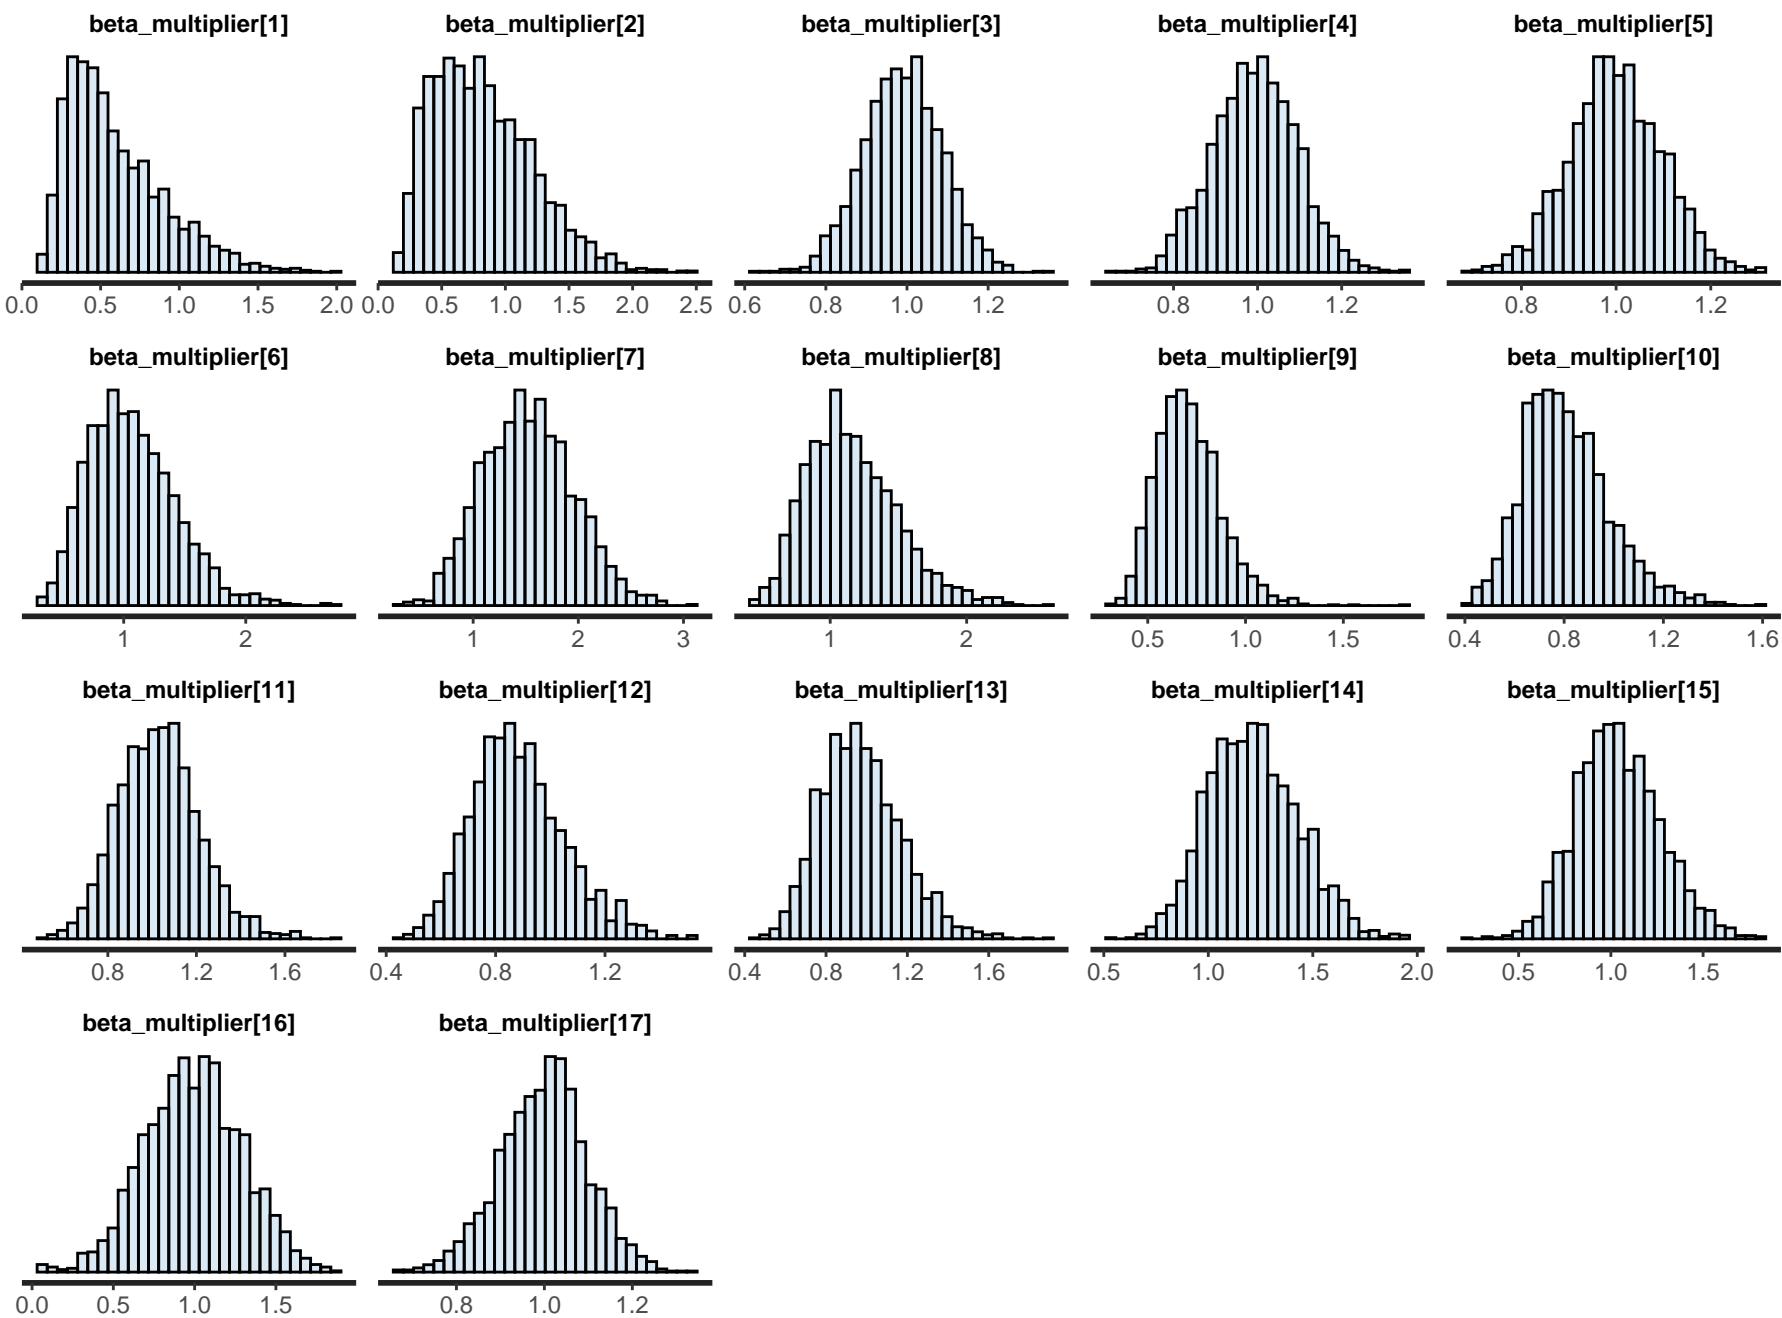 beta_multiplier[1] beta_multiplier[2] beta_multiplier[3] beta_multiplier[4] beta_multiplier[5]
0.0 0.5 1.0 1.5 2.0 0.0 0.5 1.0 1.5 2.0 2.5 0.6 0.8 1.0 1.2 0.8 1.0 1.2 0.8 1.0 1.2
beta_multiplier[6] beta_multiplier[7] beta_multiplier[8] beta_multiplier[9] beta_multiplier[10]
1 2 1 2 3 1 2 0.5 1.0 1.5 0.4 0.8 1.2 1.6
beta_multiplier[11] beta_multiplier[12] beta_multiplier[13] beta_multiplier[14] beta_multiplier[15]
0.8 1.2 1.6 0.4 0.8 1.2 0.4 0.8 1.2 1.6 0.5 1.0 1.5 2.0 0.5 1.0 1.5
beta_multiplier[16] beta_multiplier[17]
0.0 0.5 1.0 1.5 0.8 1.0 1.2